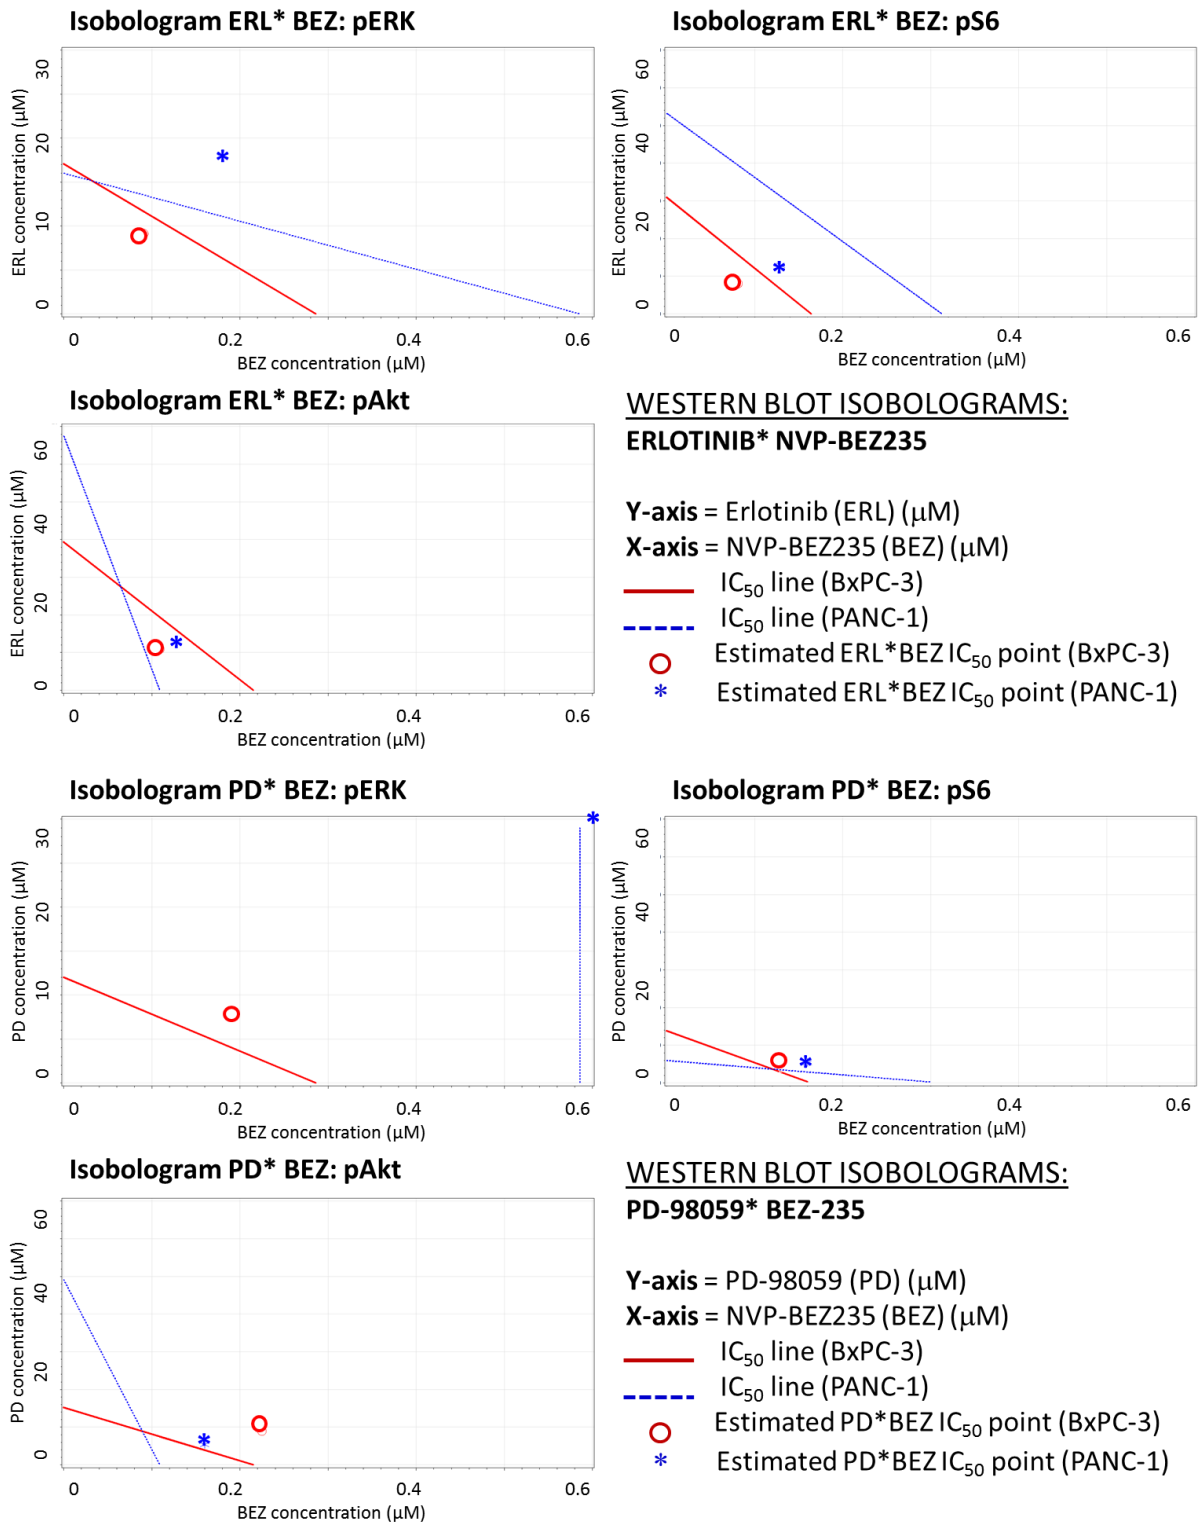 Isobologram ERL* BEZ: pERK
ERL concentration (µM)
30
20
10
0
0 0.2 0.4 0.6
BEZ concentration (µM)
Isobologram ERL* BEZ: pS6
ERL concentration (µM)
60
40
20
0
0 0.2 0.4 0.6
BEZ concentration (µM)
Isobologram ERL* BEZ: pAkt
ERL concentration (µM)
60
40
20
0
0 0.2 0.4 0.6
BEZ concentration (µM)
WESTERN BLOT ISOBOLOGRAMS:
ERLOTINIB* NVP-BEZ235
Y-axis = Erlotinib (ERL) (µM)
X-axis = NVP-BEZ235 (BEZ) (µM)
IC50 line (BxPC-3)
IC50 line (PANC-1)
Estimated ERL*BEZ IC50 point (BxPC-3)
* Estimated ERL*BEZ IC50 point (PANC-1)
Isobologram PD* BEZ: pERK
PD concentration (µM)
30
20
10
0
0 0.2 0.4 0.6
BEZ concentration (µM)
Isobologram PD* BEZ: pS6
PD concentration (µM)
60
40
20
0
0 0.2 0.4 0.6
BEZ concentration (µM)
Isobologram PD* BEZ: pAkt
PD concentration (µM)
60
40
20
0
0 0.2 0.4 0.6
BEZ concentration (µM)
WESTERN BLOT ISOBOLOGRAMS:
PD-98059* BEZ-235
Y-axis = PD-98059 (PD) (µM)
X-axis = NVP-BEZ235 (BEZ) (µM)
IC50 line (BxPC-3)
IC50 line (PANC-1)
Estimated PD*BEZ IC50 point (BxPC-3)
* Estimated PD*BEZ IC50 point (PANC-1)